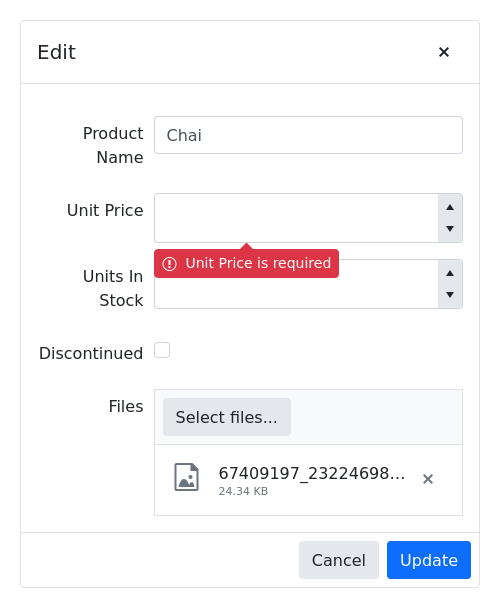 Edit
Product
Name
Chai
Unit Price
Unit Price is required
Units In
Stock
Discontinued
Files
Select files...
67409197_23224698...
24.34 KB
Cancel
Update